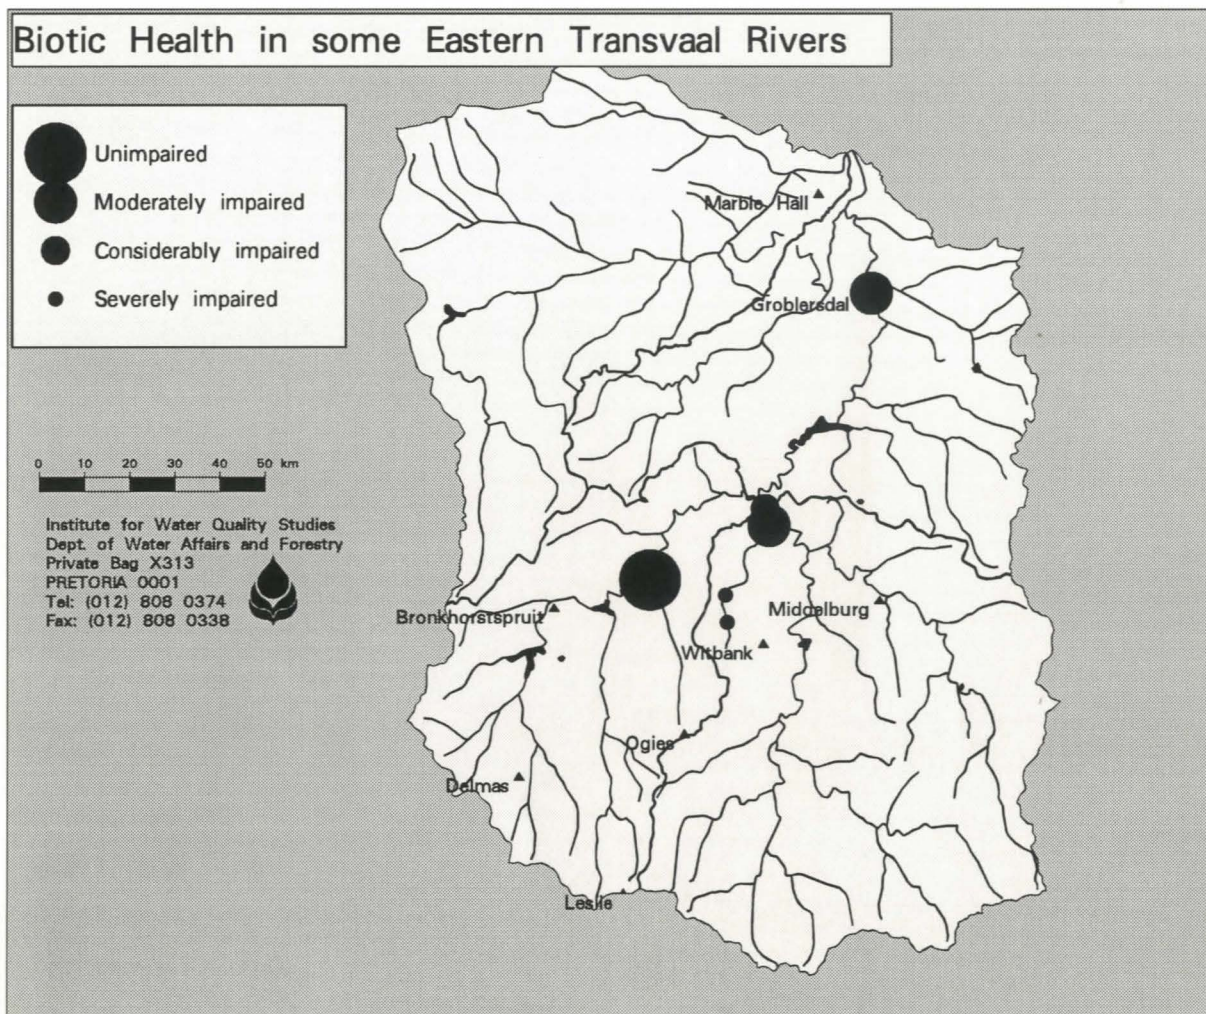 Biotic Health in some Eastern Transvaal Rivers
Unimpaired
Moderately impaired
Considerably impaired
Severely impaired
0 10 20 30 40 50 km
Institute for Water Quality Studies
Dept. of Water Affairs and Forestry
Private Bag X313
PRETORIA 0001
Tel: (012) 808 0374
Fax: (012) 808 0338
Marble Hall
Groblersdal
Bronkhorstspruit
Middelburg
Witbank
Ogies
Delmas
Leslie